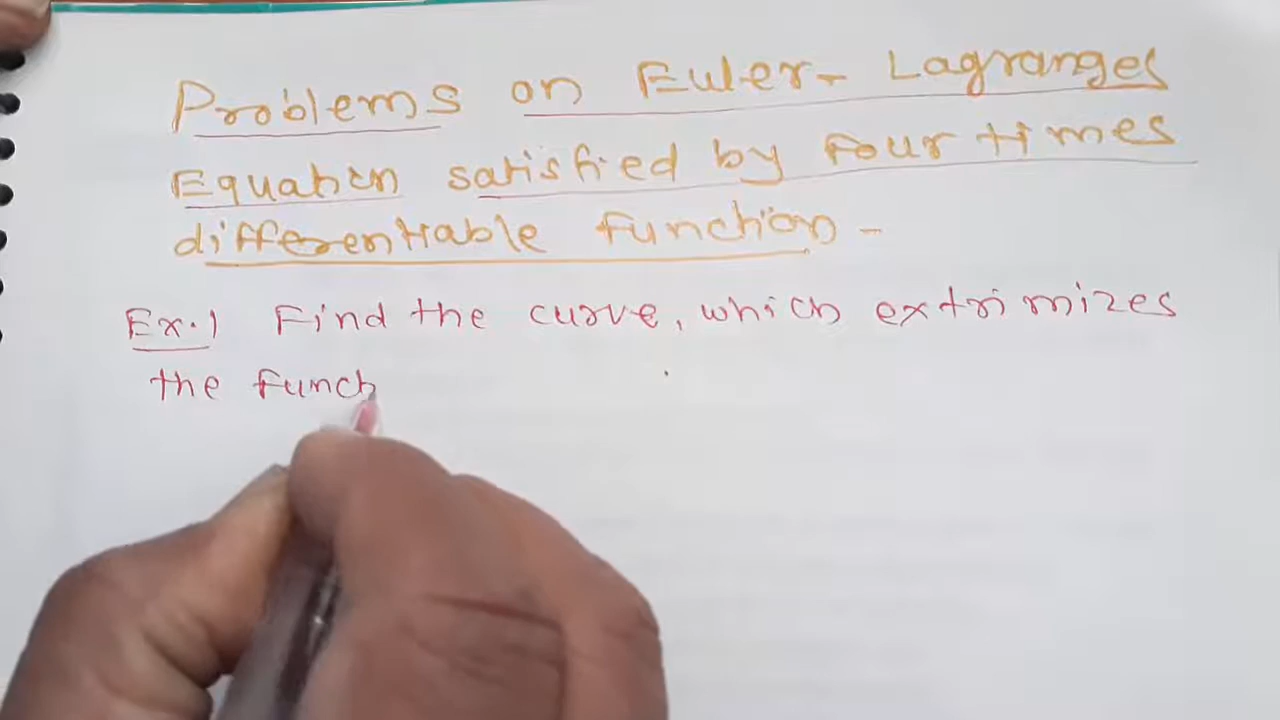 Problems on Euler- Lagranges
Equation satisfied by four times
differentiable function -
Ex.1 Find the curve, which extrimizes
the functi